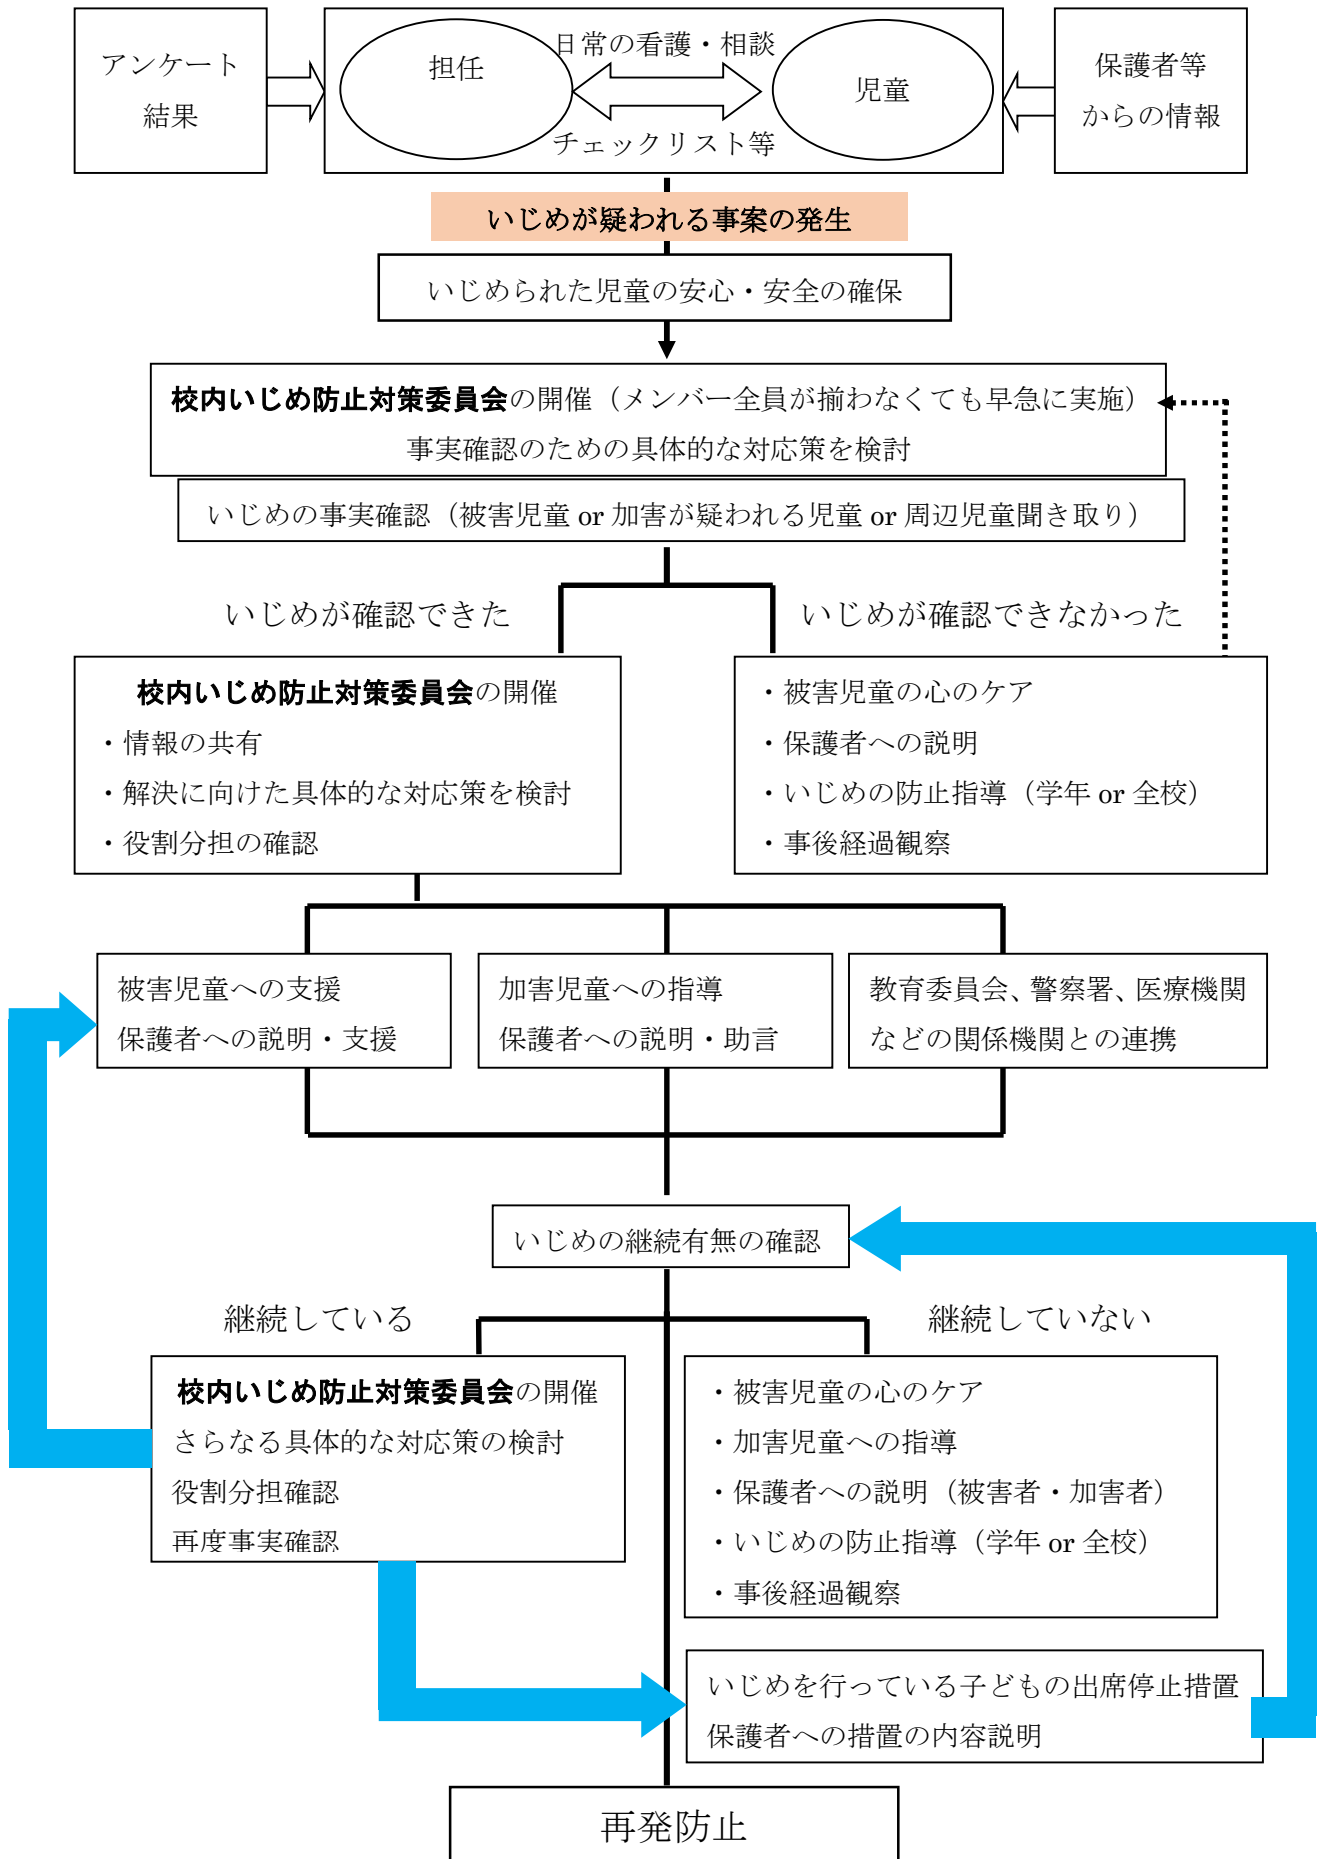 アンケート
結果
担任
日常の看護・相談
チェックリスト等
児童
保護者等
からの情報
いじめが疑われる事案の発生
いじめられた児童の安心・安全の確保
校内いじめ防止対策委員会の開催（メンバー全員が揃わなくても早急に実施）
事実確認のための具体的な対応策を検討
いじめの事実確認（被害児童 or 加害が疑われる児童 or 周辺児童聞き取り）
いじめが確認できた
いじめが確認できなかった
校内いじめ防止対策委員会の開催
・情報の共有
・解決に向けた具体的な対応策を検討
・役割分担の確認
・被害児童の心のケア
・保護者への説明
・いじめの防止指導（学年 or 全校）
・事後経過観察
被害児童への支援
保護者への説明・支援
加害児童への指導
保護者への説明・助言
教育委員会、警察署、医療機関
などの関係機関との連携
いじめの継続有無の確認
継続している
継続していない
校内いじめ防止対策委員会の開催
さらなる具体的な対応策の検討
役割分担確認
再度事実確認
・被害児童の心のケア
・加害児童への指導
・保護者への説明（被害者・加害者）
・いじめの防止指導（学年 or 全校）
・事後経過観察
いじめを行っている子どもの出席停止措置
保護者への措置の内容説明
再発防止